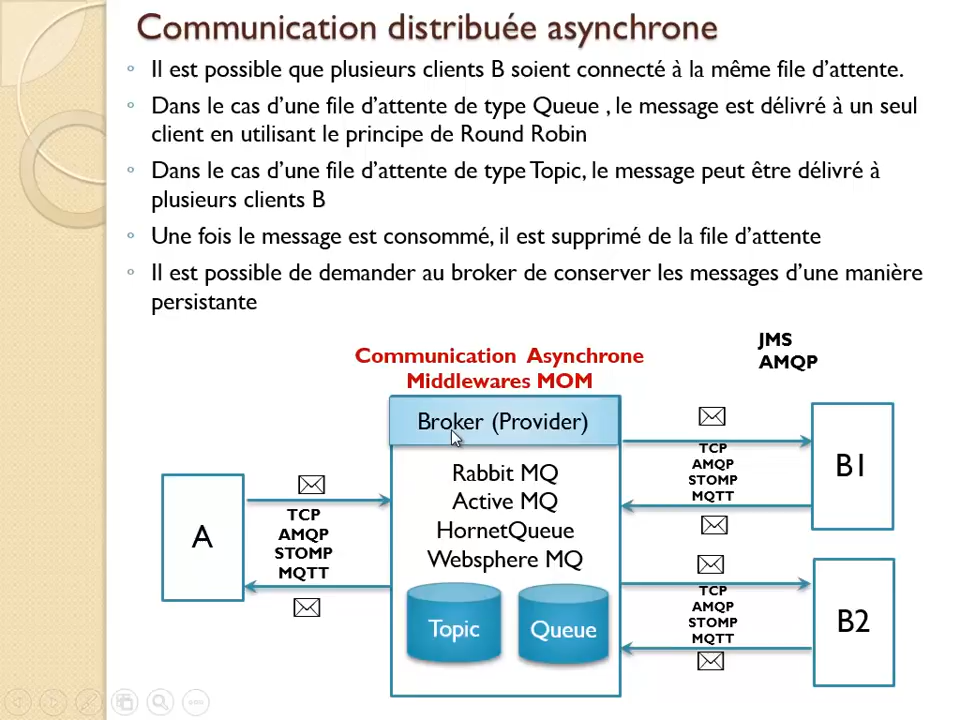 Communication distribuée asynchrone
Il est possible que plusieurs clients B soient connecté à la même file d'attente.
Dans le cas d'une file d'attente de type Queue , le message est délivré à un seul
client en utilisant le principe de Round Robin
Dans le cas d'une file d'attente de type Topic, le message peut être délivré à
plusieurs clients B
Une fois le message est consommé, il est supprimé de la file d'attente
Il est possible de demander au broker de conserver les messages d'une manière
persistante
JMS
AMQP
Communication Asynchrone
Middlewares MOM
Broker (Provider)
Rabbit MQ
Active MQ
HornetQueue
Websphere MQ
Topic
Queue
A
TCP
AMQP
STOMP
MQTT
TCP
AMQP
STOMP
MQTT
B1
TCP
AMQP
STOMP
MQTT
B2